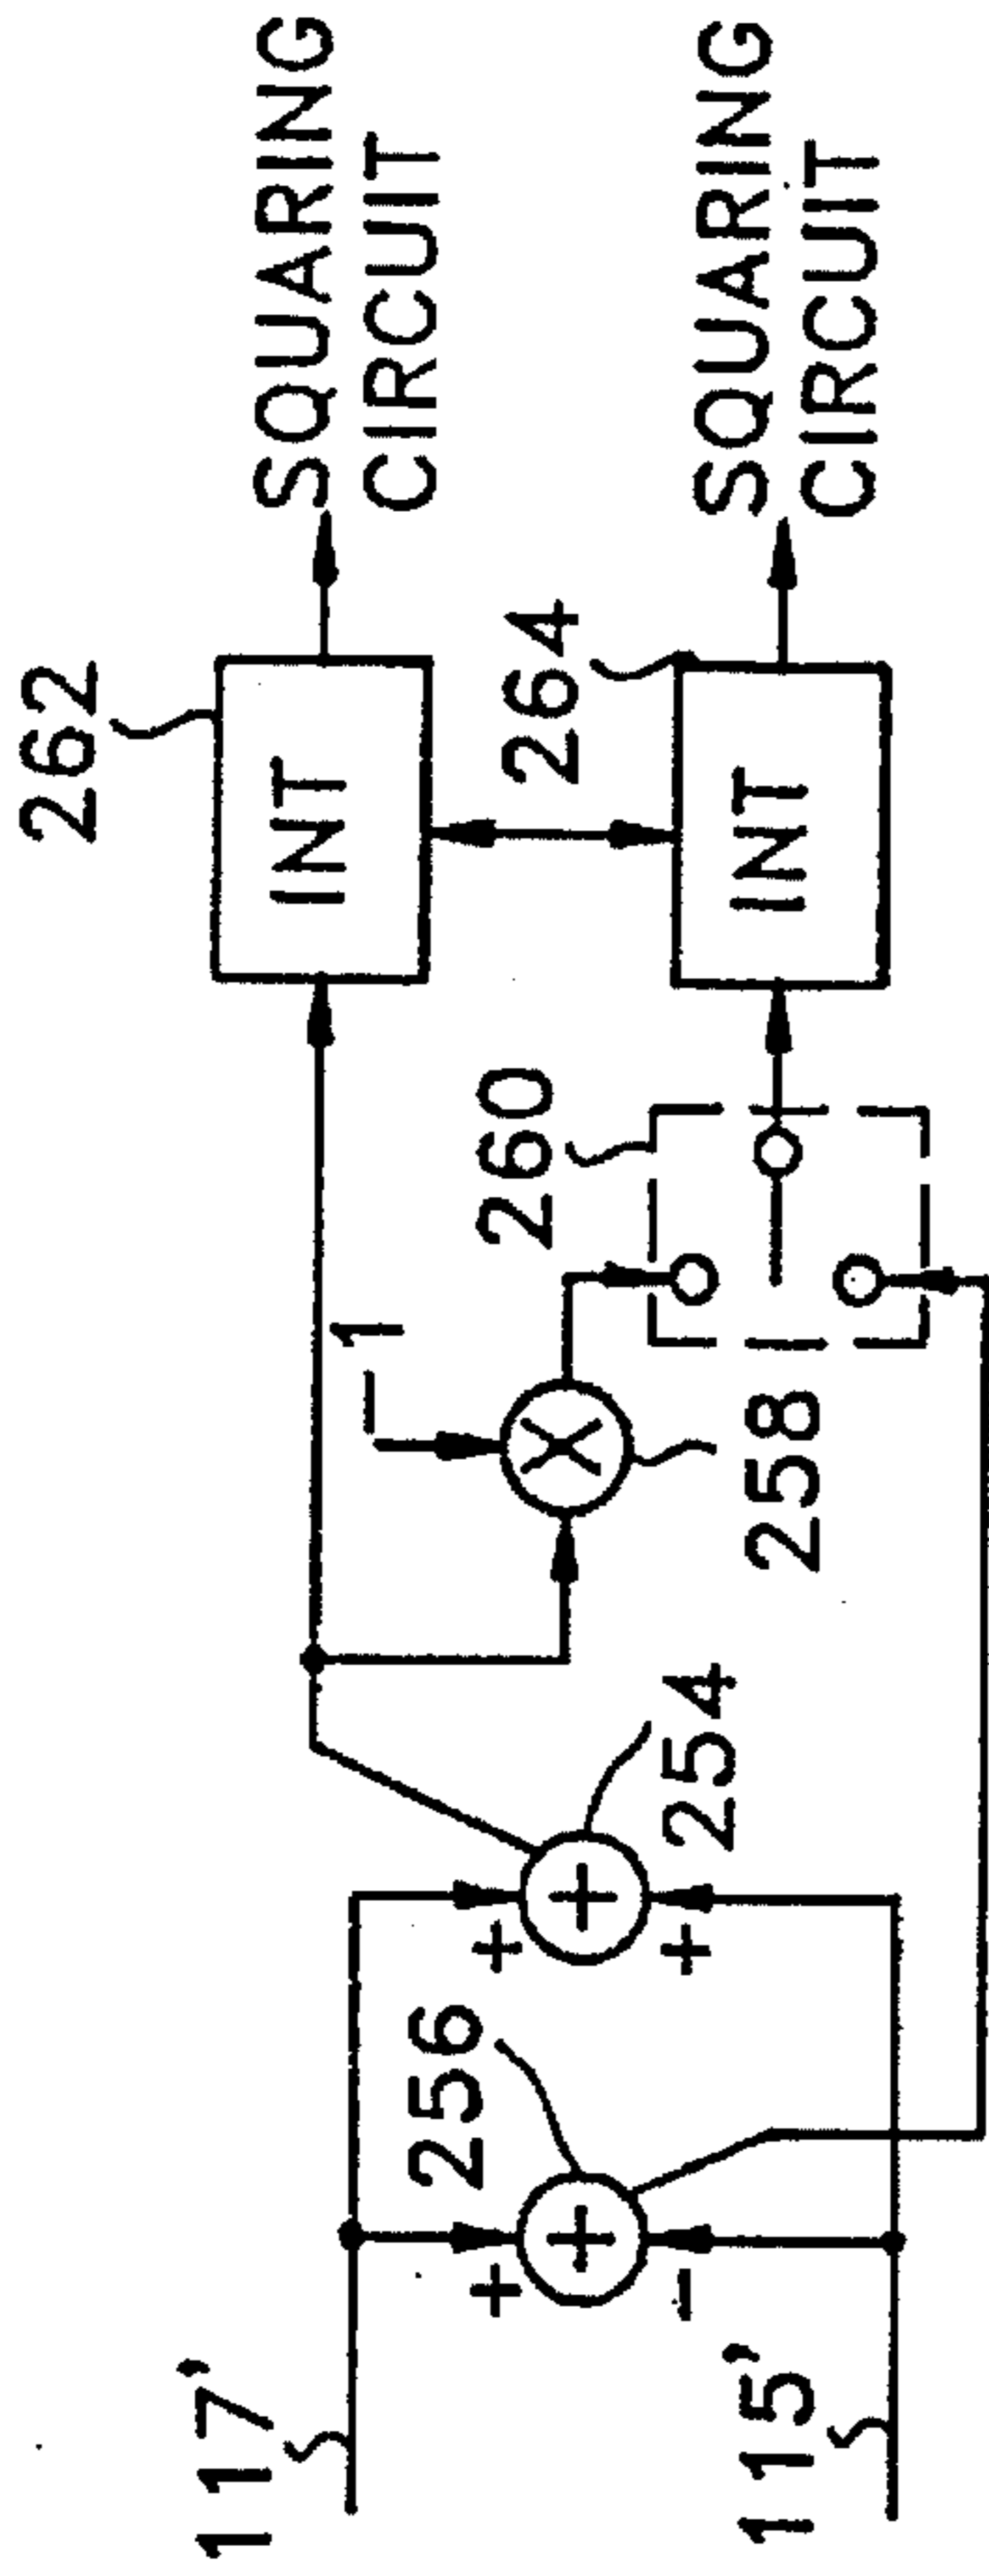 117'
115'
256
+
-
+
254
+
+
+
258
X
-1
260
262
INT
264
INT
SQUARING
CIRCUIT
SQUARING
CIRCUIT